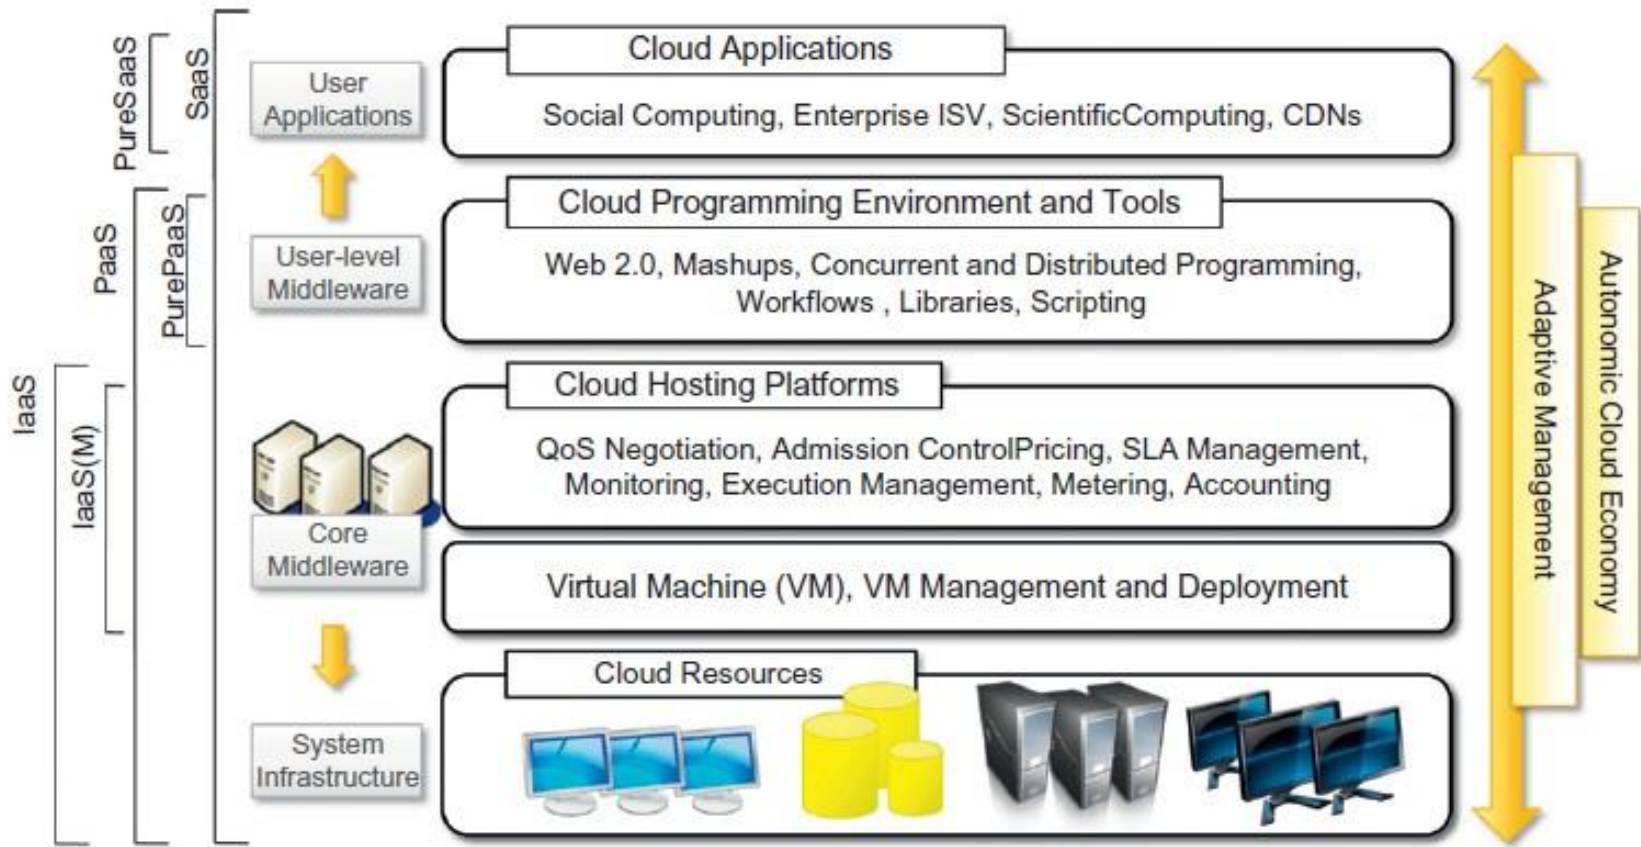 PureSaaS
SaaS
User
Applications
Cloud Applications
Social Computing, Enterprise ISV, ScientificComputing, CDNs
PaaS
PurePaaS
User-level
Middleware
Cloud Programming Environment and Tools
Web 2.0, Mashups, Concurrent and Distributed Programming,
Workflows , Libraries, Scripting
IaaS
IaaS(M)
Core
Middleware
Cloud Hosting Platforms
QoS Negotiation, Admission ControlPricing, SLA Management,
Monitoring, Execution Management, Metering, Accounting
Virtual Machine (VM), VM Management and Deployment
System
Infrastructure
Cloud Resources
Adaptive Management
Autonomic Cloud Economy